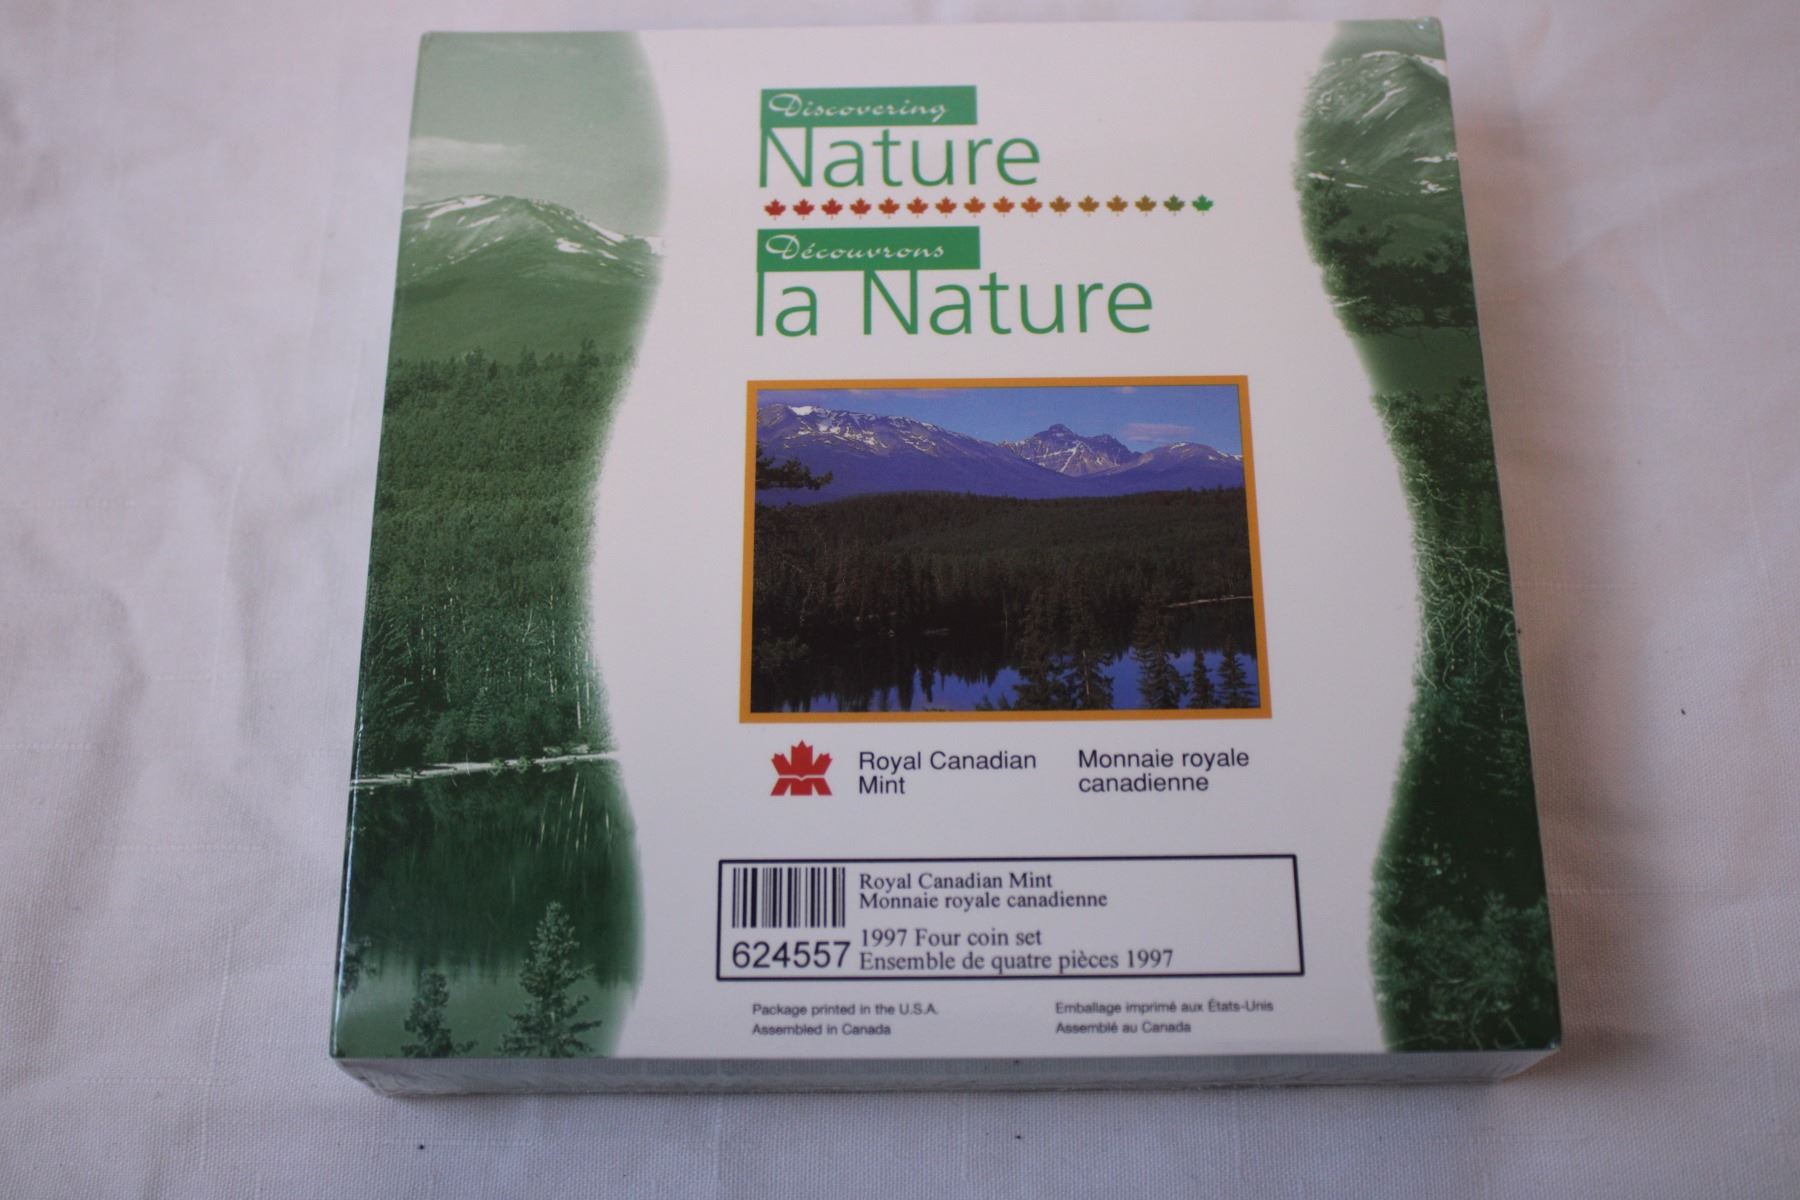 Discovering
Nature
Découvrons
la Nature
Royal Canadian
Mint
Monnaie royale
canadienne
Royal Canadian Mint
Monnaie royale canadienne
624557
1997 Four coin set
Ensemble de quatre pièces 1997
Package printed in the U.S.A.
Assembled in Canada
Emballage imprimé aux États-Unis
Assemblé au Canada